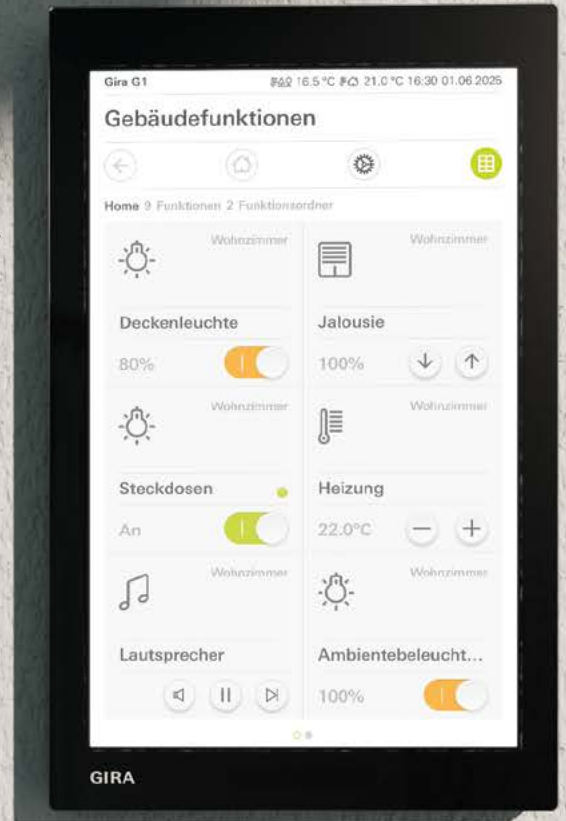 Gira G1 16.5 °C 21.0 °C 16:30 01.06.2025
Gebäudefunktionen
Home 9 Funktionen 2 Funktionsordner
Wohnzimmer Wohnzimmer
Deckenleuchte Jalousie
80% 100%
Wohnzimmer Wohnzimmer
Steckdosen Heizung
An 22.0°C
Wohnzimmer Wohnzimmer
Lautsprecher Ambientebeleucht...
100%
GIRA